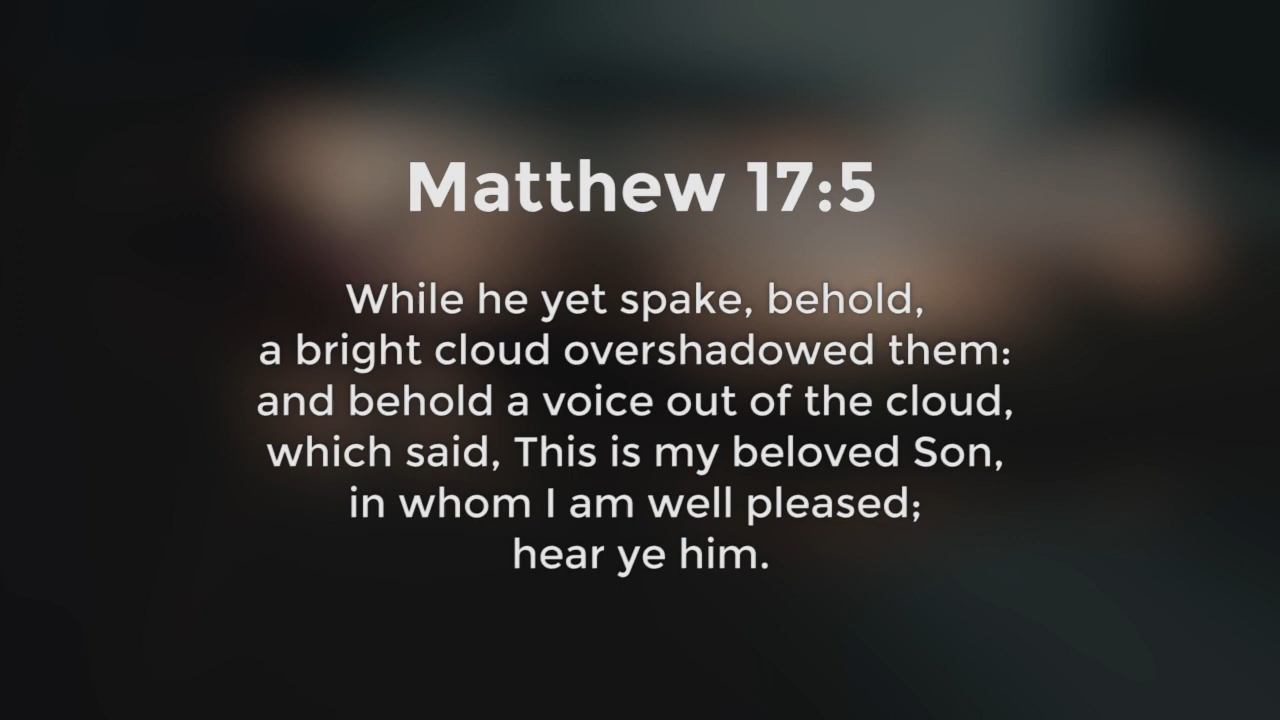 Matthew 17:5
While he yet spake, behold,
a bright cloud overshadowed them:
and behold a voice out of the cloud,
which said, This is my beloved Son,
in whom I am well pleased;
hear ye him.